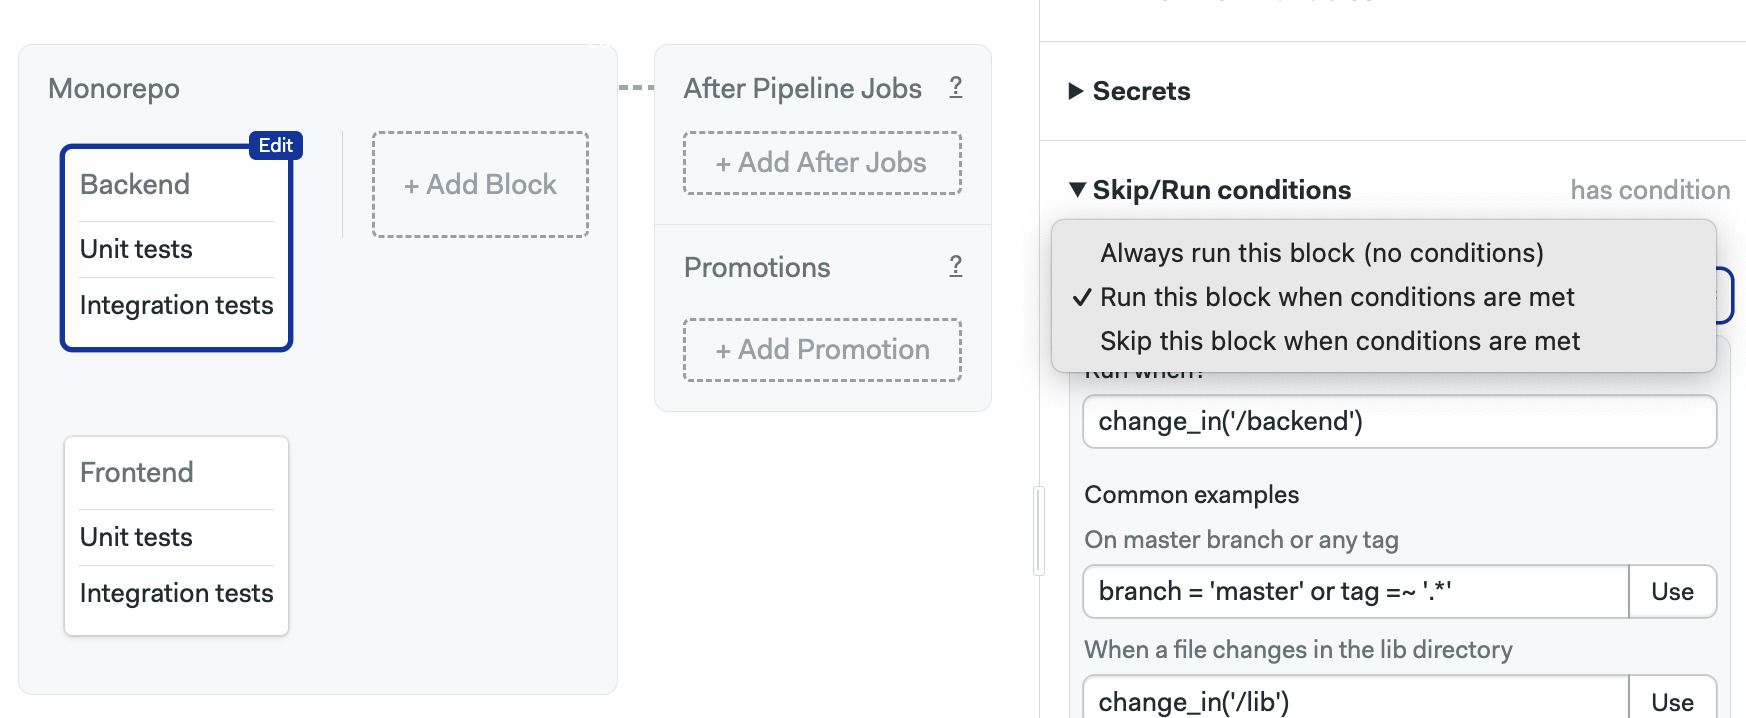 Monorepo
Edit
Backend
Unit tests
Integration tests
+ Add Block
Frontend
Unit tests
Integration tests
After Pipeline Jobs ?
+ Add After Jobs
Promotions ?
+ Add Promotion
▶ Secrets
▼ Skip/Run conditions has condition
Always run this block (no conditions)
✓ Run this block when conditions are met
Skip this block when conditions are met
Run when?
change_in('/backend')
Common examples
On master branch or any tag
branch = 'master' or tag =~ '.*' Use
When a file changes in the lib directory
change_in('/lib') Use